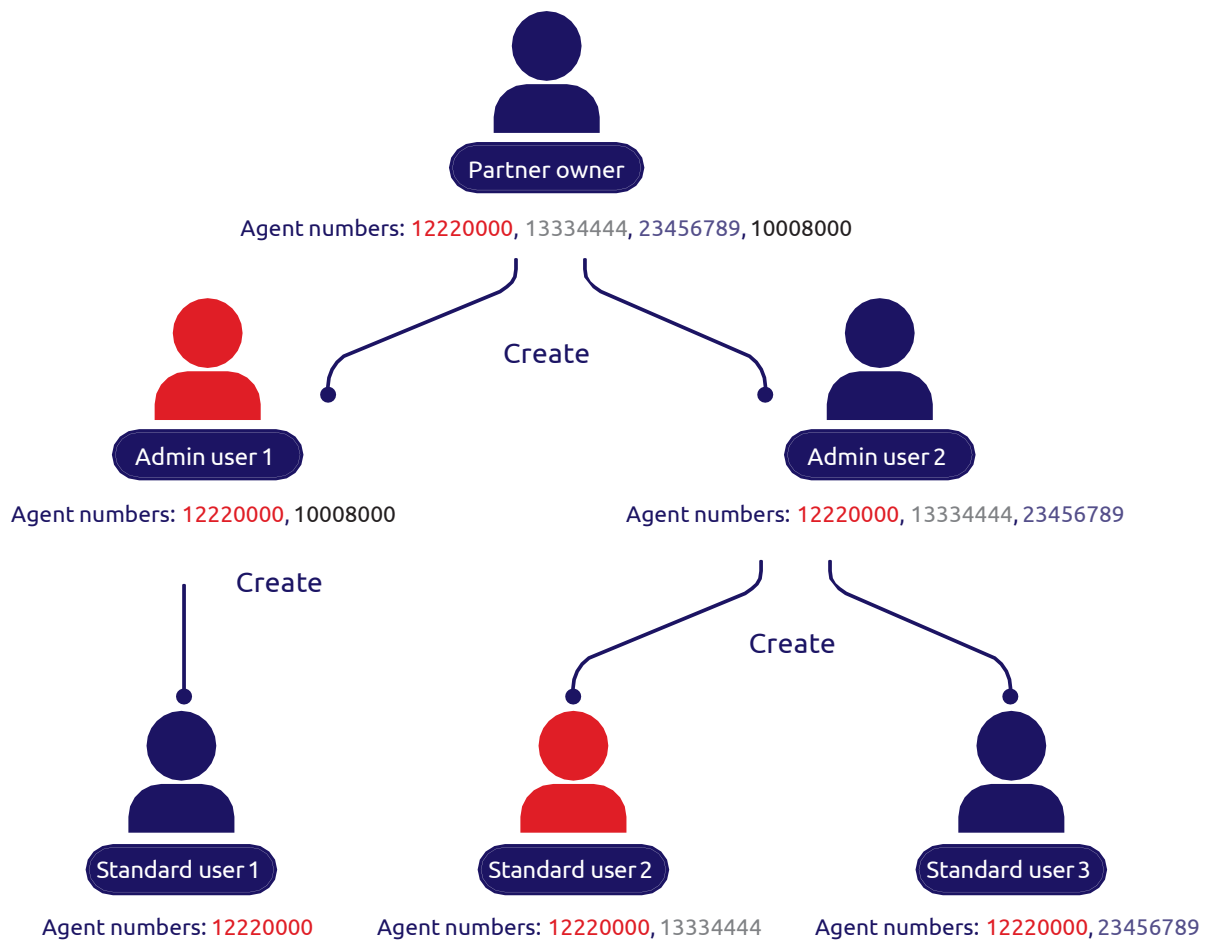 Partner owner
Agent numbers: 12220000, 13334444, 23456789, 10008000
Create
Admin user 1
Admin user 2
Agent numbers: 12220000, 10008000
Agent numbers: 12220000, 13334444, 23456789
Create
Create
Standard user 1
Standard user 2
Standard user 3
Agent numbers: 12220000
Agent numbers: 12220000, 13334444
Agent numbers: 12220000, 23456789